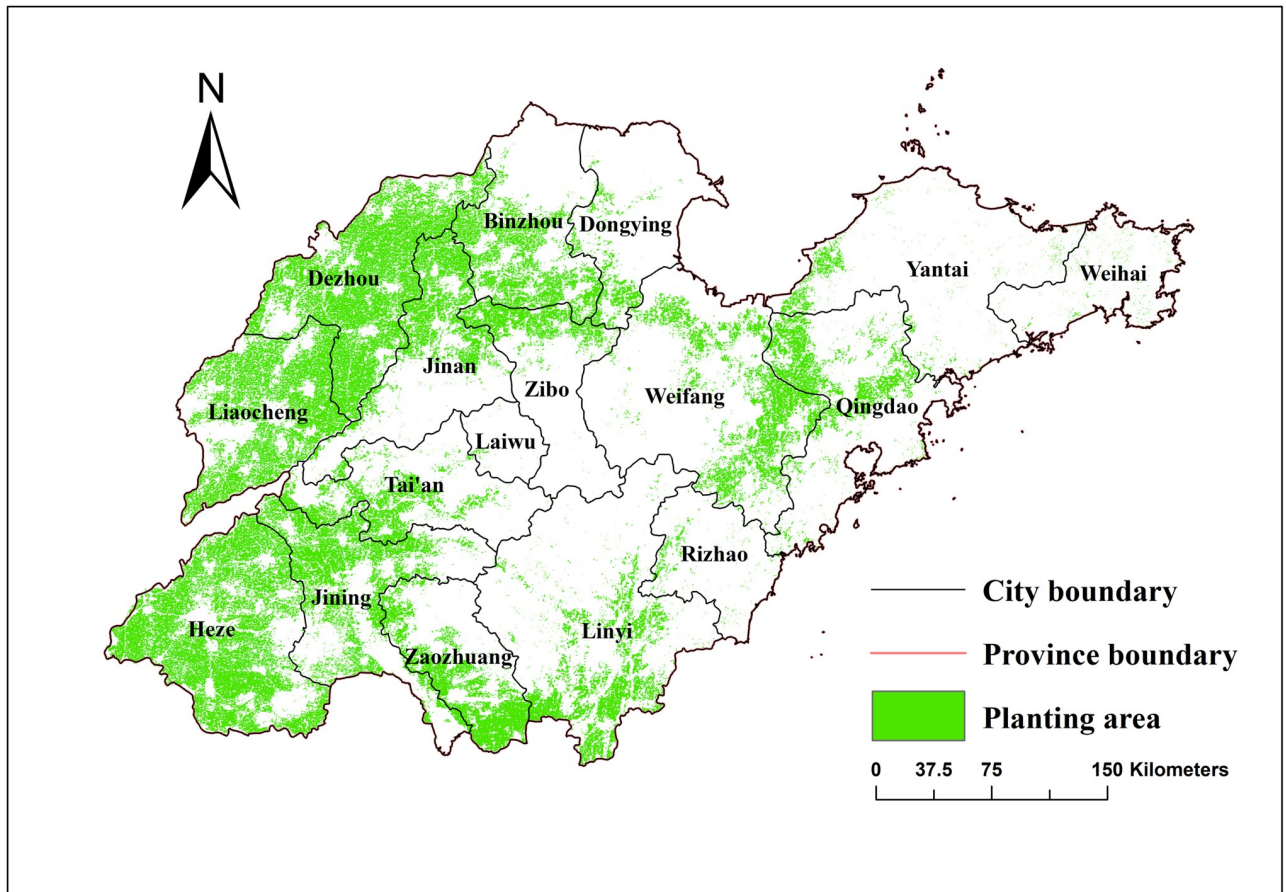 N
Binzhou
Dongying
Dezhou
Yantai
Weihai
Jinan
Zibo
Weifang
Liaocheng
Qingdao
Laiwu
Tai'an
Rizhao
Jining
Heze
Linyi
Zaozhuang
City boundary
Province boundary
Planting area
0 37.5 75 150 Kilometers